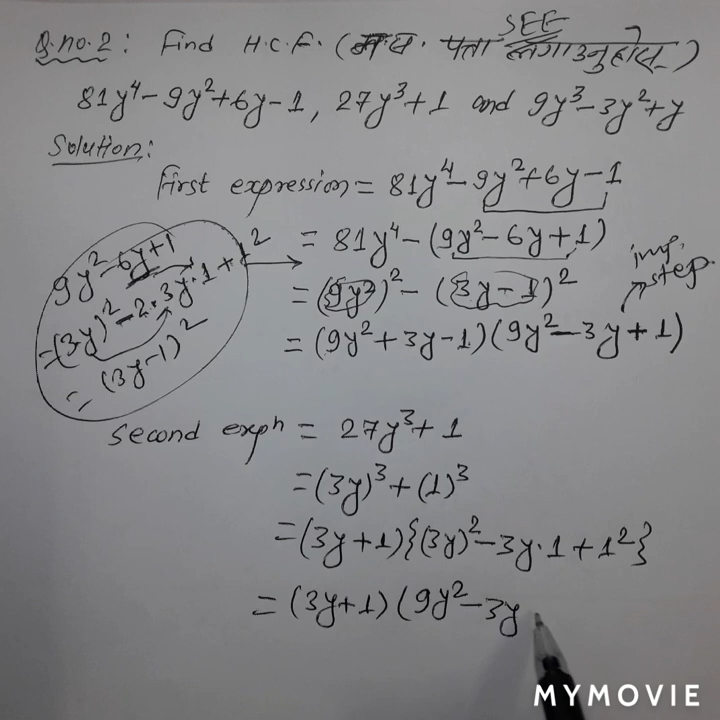 Q.no.2: Find H.C.F. (म.स. पत्ता लगाउनुहोस्) SEE
81y⁴-9y²+6y-1, 27y³+1 and 9y³-3y²+y
Solution:
First expression = 81y⁴-9y²+6y-1
= 81y⁴-(9y²-6y+1)
= (9y²)²-(3y-1)²
imp. step.
= (9y²+3y-1)(9y²-3y+1)
9y²-6y+1
=(3y)²-2·3y·1+1²
= (3y-1)²
Second expn = 27y³+1
=(3y)³+(1)³
=(3y+1){(3y)²-3y·1+1²}
= (3y+1)(9y²-3y
MYMOVIE